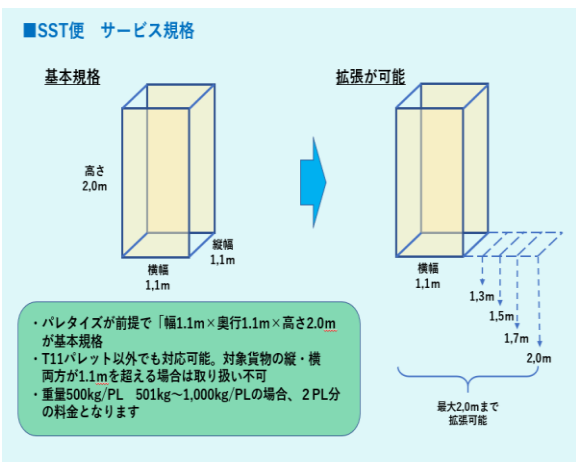 ■SST便　サービス規格
基本規格
拡張が可能
高さ
2,0m
縦幅
1,1m
横幅
1,1m
横幅
1,1m
1,3m
1,5m
1,7m
2,0m
・パレタイズが前提で「幅1.1m×奥行1.1m×高さ2.0m
が基本規格
・T11パレット以外でも対応可能。対象貨物の縦・横
両方が1.1mを超える場合は取り扱い不可
・重量500kg/PL　501kg～1,000kg/PLの場合、２PL分
の料金となります
最大2,0mまで
拡張可能